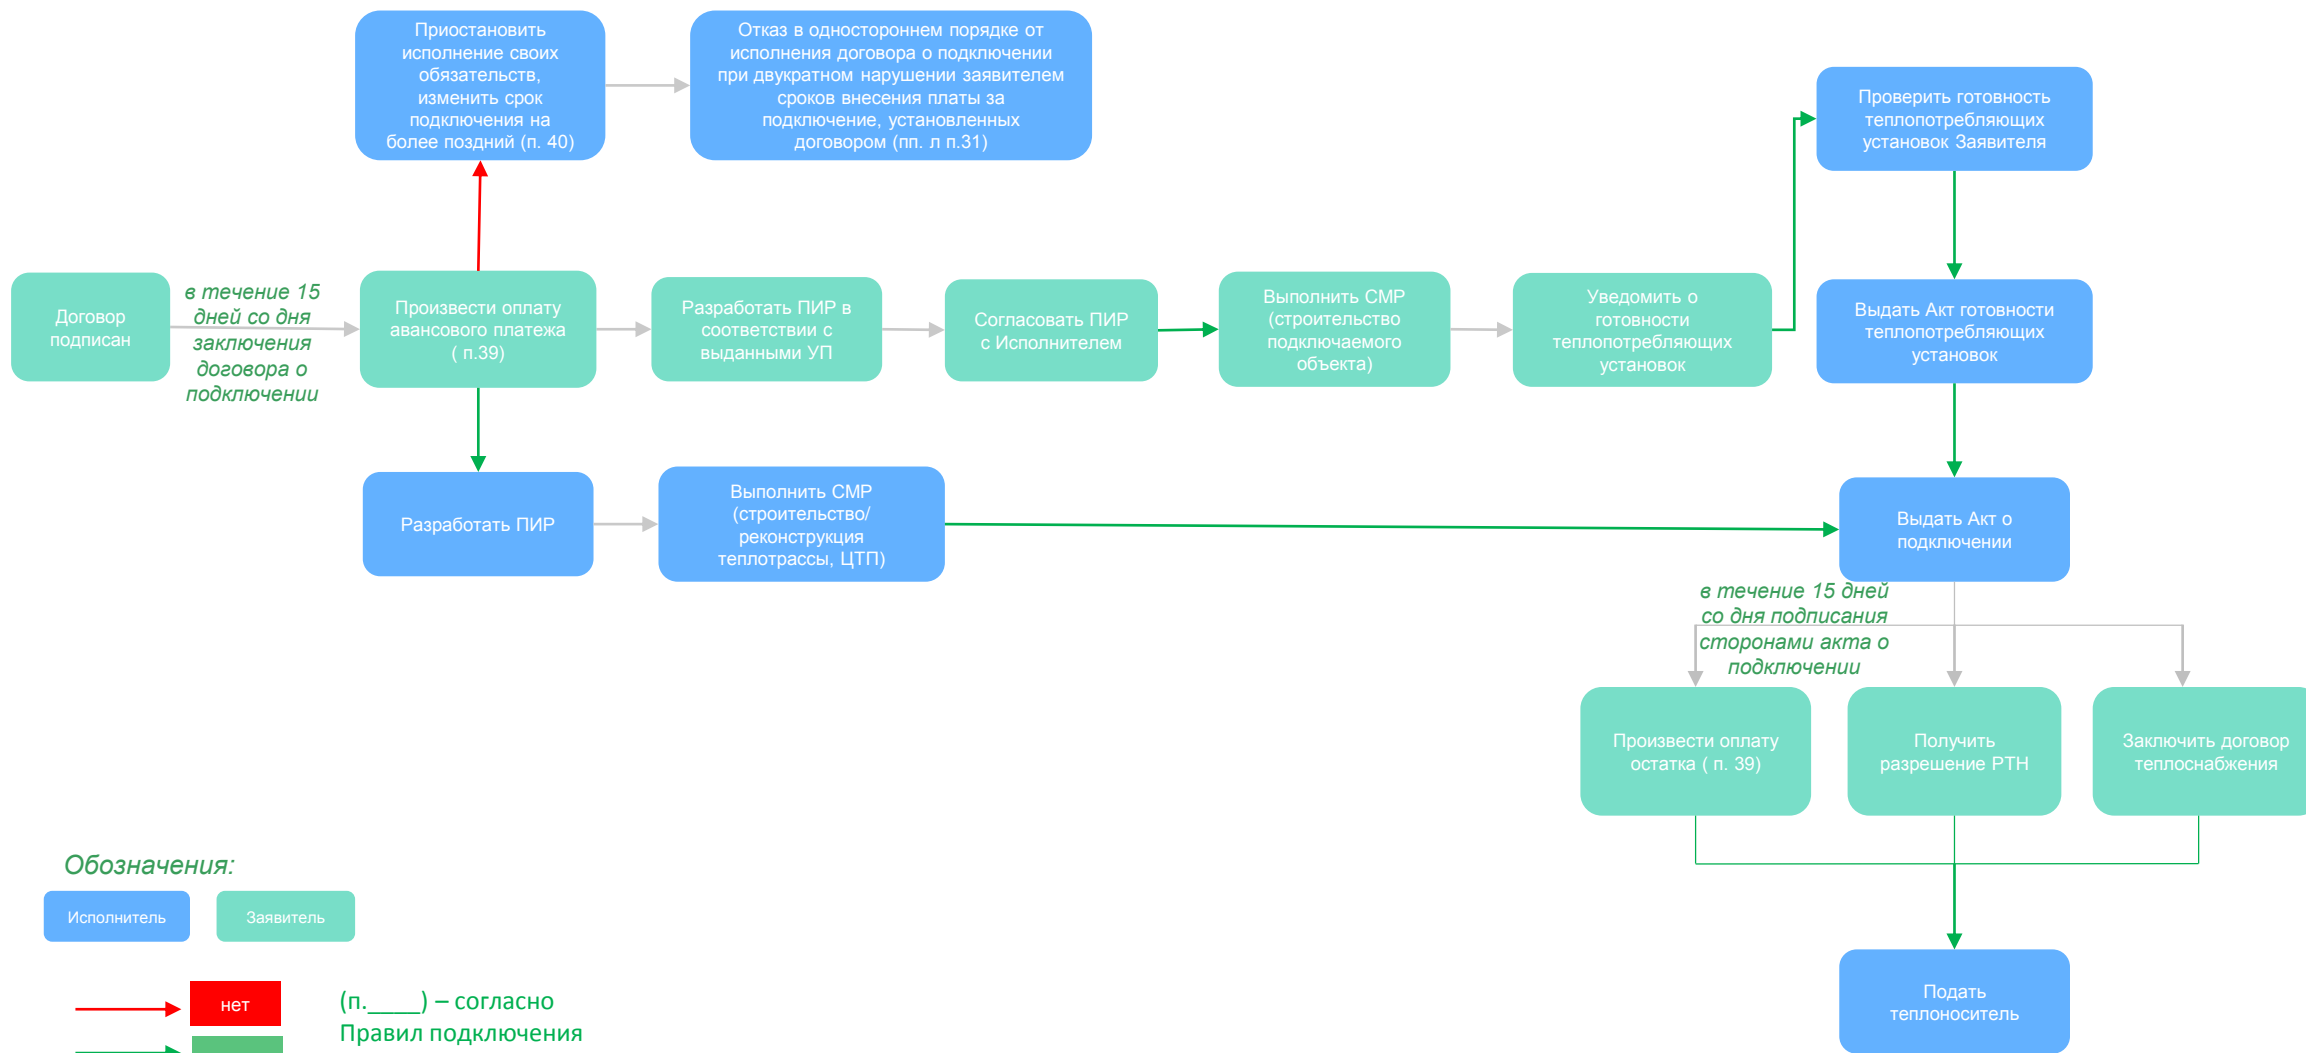 Приостановить
исполнение своих
обязательств,
изменить срок
подключения на
более поздний (п. 40)
Отказ в одностороннем порядке от
исполнения договора о подключении
при двукратном нарушении заявителем
сроков внесения платы за
подключение, установленных
договором (пп. л п.31)
Проверить готовность
теплопотребляющих
установок Заявителя
Договор
подписан
в течение 15
дней со дня
заключения
договора о
подключении
Произвести оплату
авансового платежа
( п.39)
Разработать ПИР в
соответствии с
выданными УП
Согласовать ПИР
с Исполнителем
Выполнить СМР
(строительство
подключаемого
объекта)
Уведомить о
готовности
теплопотребляющих
установок
Выдать Акт готовности
теплопотребляющих
установок
Разработать ПИР
Выполнить СМР
(строительство/
реконструкция
теплотрассы, ЦТП)
Выдать Акт о
подключении
в течение 15 дней
со дня подписания
сторонами акта о
подключении
Произвести оплату
остатка ( п. 39)
Получить
разрешение РТН
Заключить договор
теплоснабжения
Подать
теплоноситель
Обозначения:
Исполнитель
Заявитель
нет
(п.____) – согласно
Правил подключения